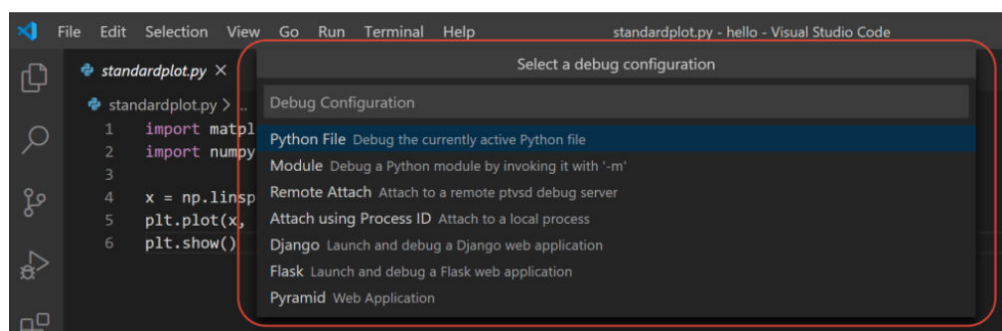 File Edit Selection View Go Run Terminal Help standardplot.py - hello - Visual Studio Code
Select a debug configuration
standardplot.py
Debug Configuration
standardplot.py > ..
1 import matpl
2 import numpy
3
4 x = np.linsp
5 plt.plot(x,
6 plt.show()
Python File Debug the currently active Python file
Module Debug a Python module by invoking it with '-m'
Remote Attach Attach to a remote ptvsd debug server
Attach using Process ID Attach to a local process
Django Launch and debug a Django web application
Flask Launch and debug a Flask web application
Pyramid Web Application